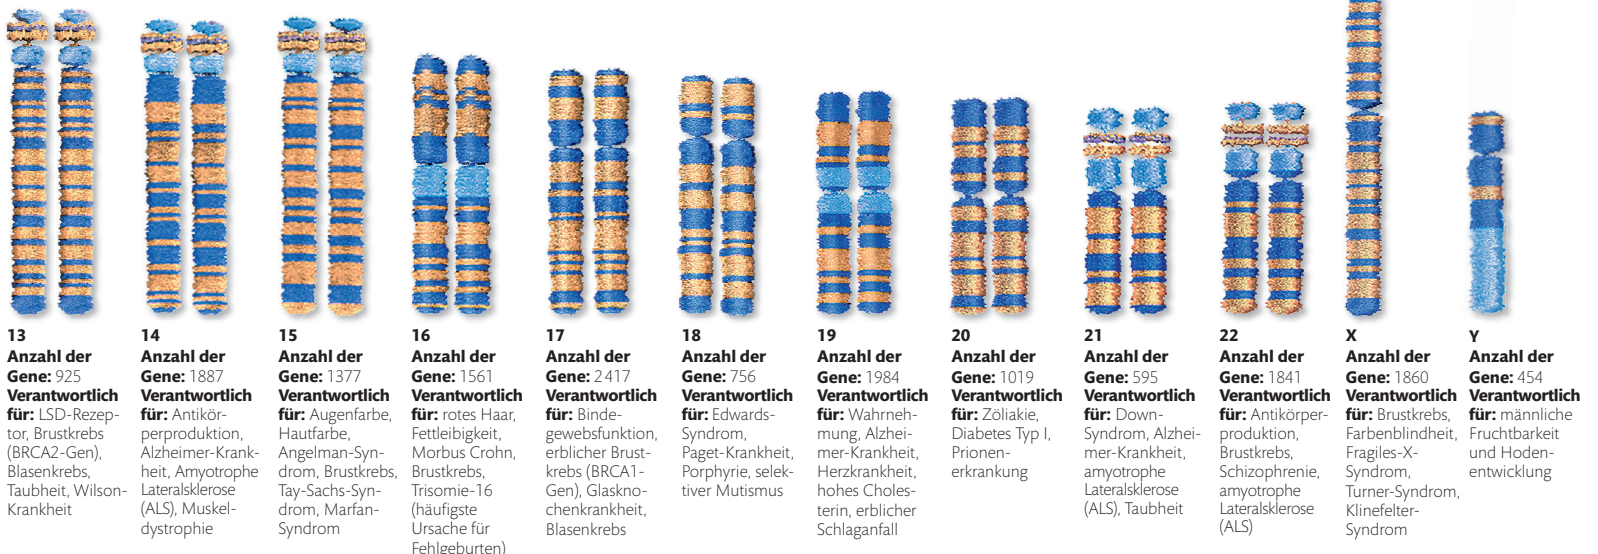 13
Anzahl der
Gene: 925
Verantwortlich
für: LSD-Rezep-
tor, Brustkrebs
(BRCA2-Gen),
Blasenkrebs,
Taubheit, Wilson-
Krankheit
14
Anzahl der
Gene: 1887
Verantwortlich
für: Antikör-
perproduktion,
Alzheimer-Krank-
heit, Amyotrophe
Lateralsklerose
(ALS), Muskel-
dystrophie
15
Anzahl der
Gene: 1377
Verantwortlich
für: Augenfarbe,
Hautfarbe,
Angelman-Syn-
drom, Brustkrebs,
Tay-Sachs-Syn-
drom, Marfan-
Syndrom
16
Anzahl der
Gene: 1561
Verantwortlich
für: rotes Haar,
Fettleibigkeit,
Morbus Crohn,
Brustkrebs,
Trisomie-16
(häufigste
Ursache für
Fehlgeburten)
17
Anzahl der
Gene: 2417
Verantwortlich
für: Binde-
gewebsfunktion,
erblicher Brust-
krebs (BRCA1-
Gen), Glaskno-
chenkrankheit,
Blasenkrebs
18
Anzahl der
Gene: 756
Verantwortlich
für: Edwards-
Syndrom,
Paget-Krankheit,
Porphyrie, selek-
tiver Mutismus
19
Anzahl der
Gene: 1984
Verantwortlich
für: Wahrneh-
mung, Alzhei-
mer-Krankheit,
Herzkrankheit,
hohes Choles-
terin, erblicher
Schlaganfall
20
Anzahl der
Gene: 1019
Verantwortlich
für: Zöliakie,
Diabetes Typ I,
Prionen-
erkrankung
21
Anzahl der
Gene: 595
Verantwortlich
für: Down-
Syndrom, Alzhei-
mer-Krankheit,
amyotrophe
Lateralsklerose
(ALS), Taubheit
22
Anzahl der
Gene: 1841
Verantwortlich
für: Antikörper-
produktion,
Brustkrebs,
Schizophrenie,
amyotrophe
Lateralsklerose
(ALS)
X
Anzahl der
Gene: 1860
Verantwortlich
für: Brustkrebs,
Farbenblindheit,
Fragiles-X-
Syndrom,
Turner-Syndrom,
Klinefelter-
Syndrom
Y
Anzahl der
Gene: 454
Verantwortlich
für: männliche
Fruchtbarkeit
und Hoden-
entwicklung